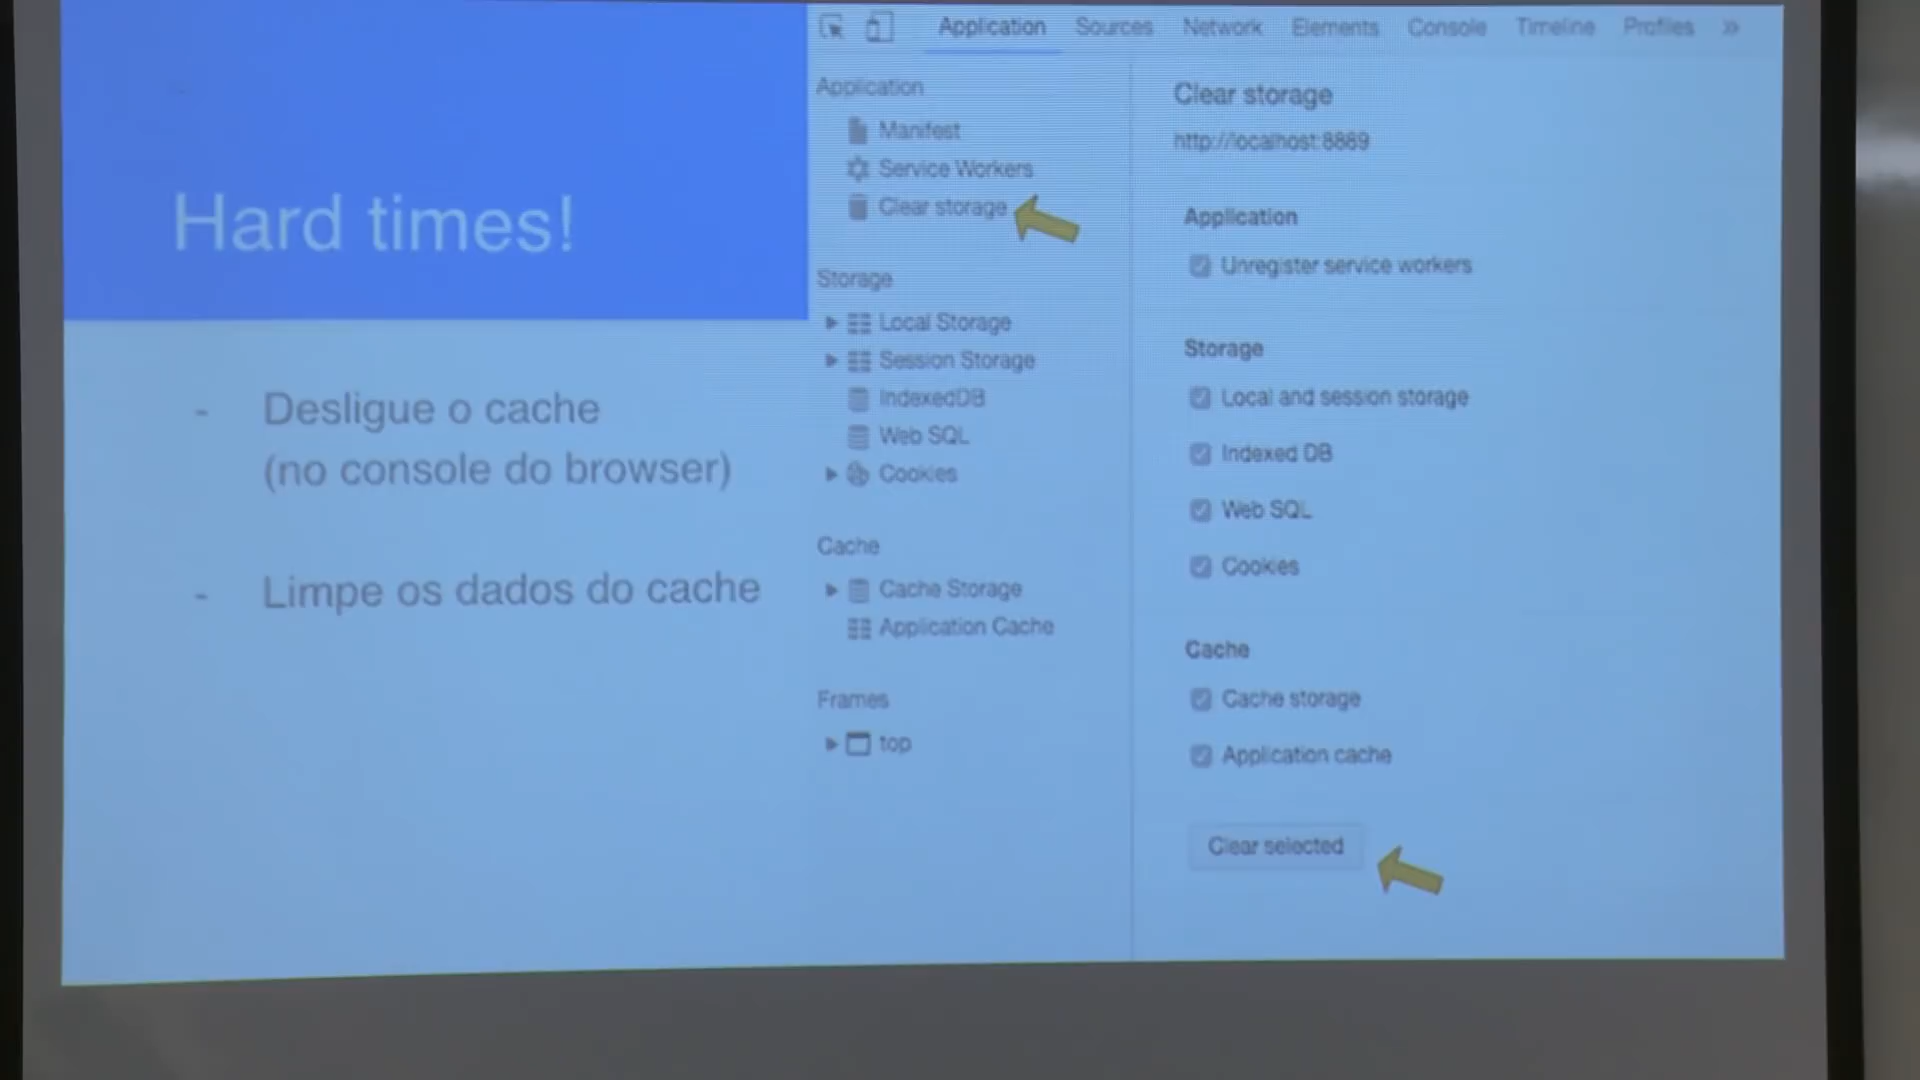 Hard times!
- Desligue o cache
(no console do browser)
- Limpe os dados do cache
Application Sources Network Elements Console Timeline Profiles »
Application
Manifest
Service Workers
Clear storage
Storage
Local Storage
Session Storage
IndexedDB
Web SQL
Cookies
Cache
Cache Storage
Application Cache
Frames
top
Clear storage
http://localhost:8889
Application
Unregister service workers
Storage
Local and session storage
Indexed DB
Web SQL
Cookies
Cache
Cache storage
Application cache
Clear selected